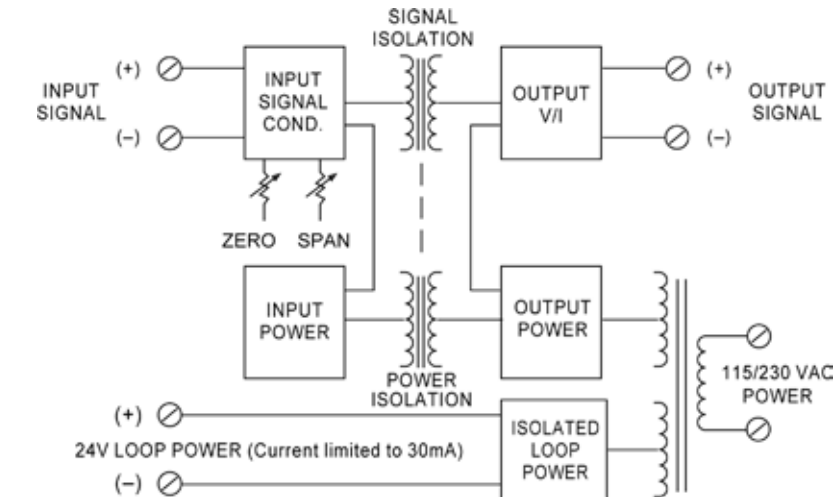 SIGNAL
ISOLATION
(+)
INPUT
SIGNAL
(–)
INPUT
SIGNAL
COND.
OUTPUT
V/I
(+)
OUTPUT
SIGNAL
(–)
ZERO
SPAN
INPUT
POWER
OUTPUT
POWER
POWER
ISOLATION
115/230 VAC
POWER
(+)
24V LOOP POWER (Current limited to 30mA)
(–)
ISOLATED
LOOP
POWER